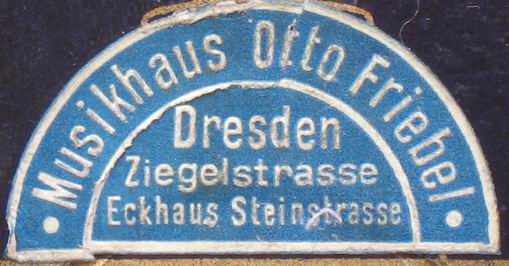 • Musikhaus Otto Friebel •
Dresden
Ziegelstrasse
Eckhaus Steinstrasse